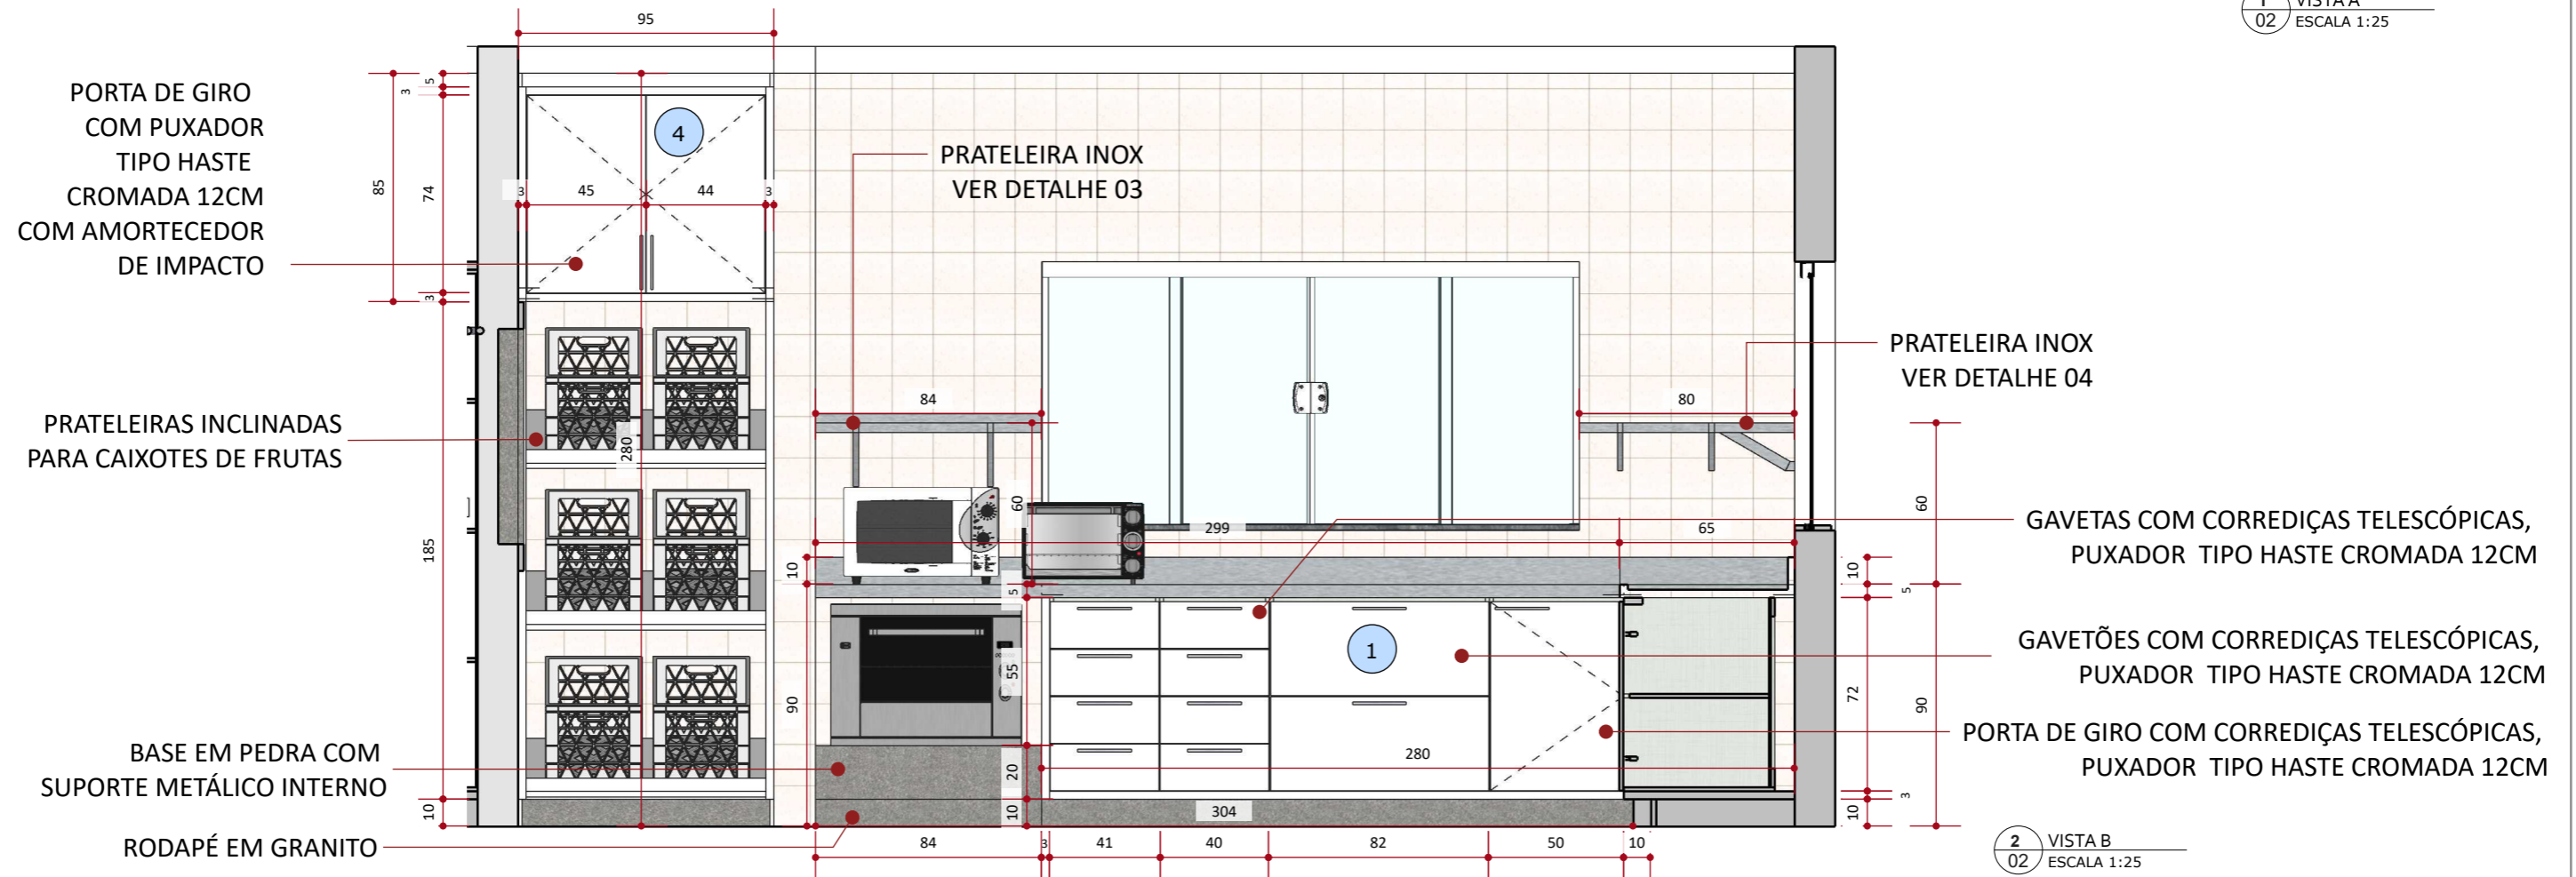 1 VISTA A
02 ESCALA 1:25
95
PORTA DE GIRO
COM PUXADOR
TIPO HASTE
CROMADA 12CM
COM AMORTECEDOR
DE IMPACTO
5
3
85
74
3
185
10
4
3 45 44 3
280
PRATELEIRA INOX
VER DETALHE 03
PRATELEIRAS INCLINADAS
PARA CAIXOTES DE FRUTAS
BASE EM PEDRA COM
SUPORTE METÁLICO INTERNO
RODAPÉ EM GRANITO
84
80
PRATELEIRA INOX
VER DETALHE 04
60
299
65
10
90
5
55
20
10
1
280
304
60
10
5
72
90
3
10
GAVETAS COM CORREDIÇAS TELESCÓPICAS,
PUXADOR TIPO HASTE CROMADA 12CM
GAVETÕES COM CORREDIÇAS TELESCÓPICAS,
PUXADOR TIPO HASTE CROMADA 12CM
PORTA DE GIRO COM CORREDIÇAS TELESCÓPICAS,
PUXADOR TIPO HASTE CROMADA 12CM
84 3 41 40 82 50 10
2 VISTA B
02 ESCALA 1:25